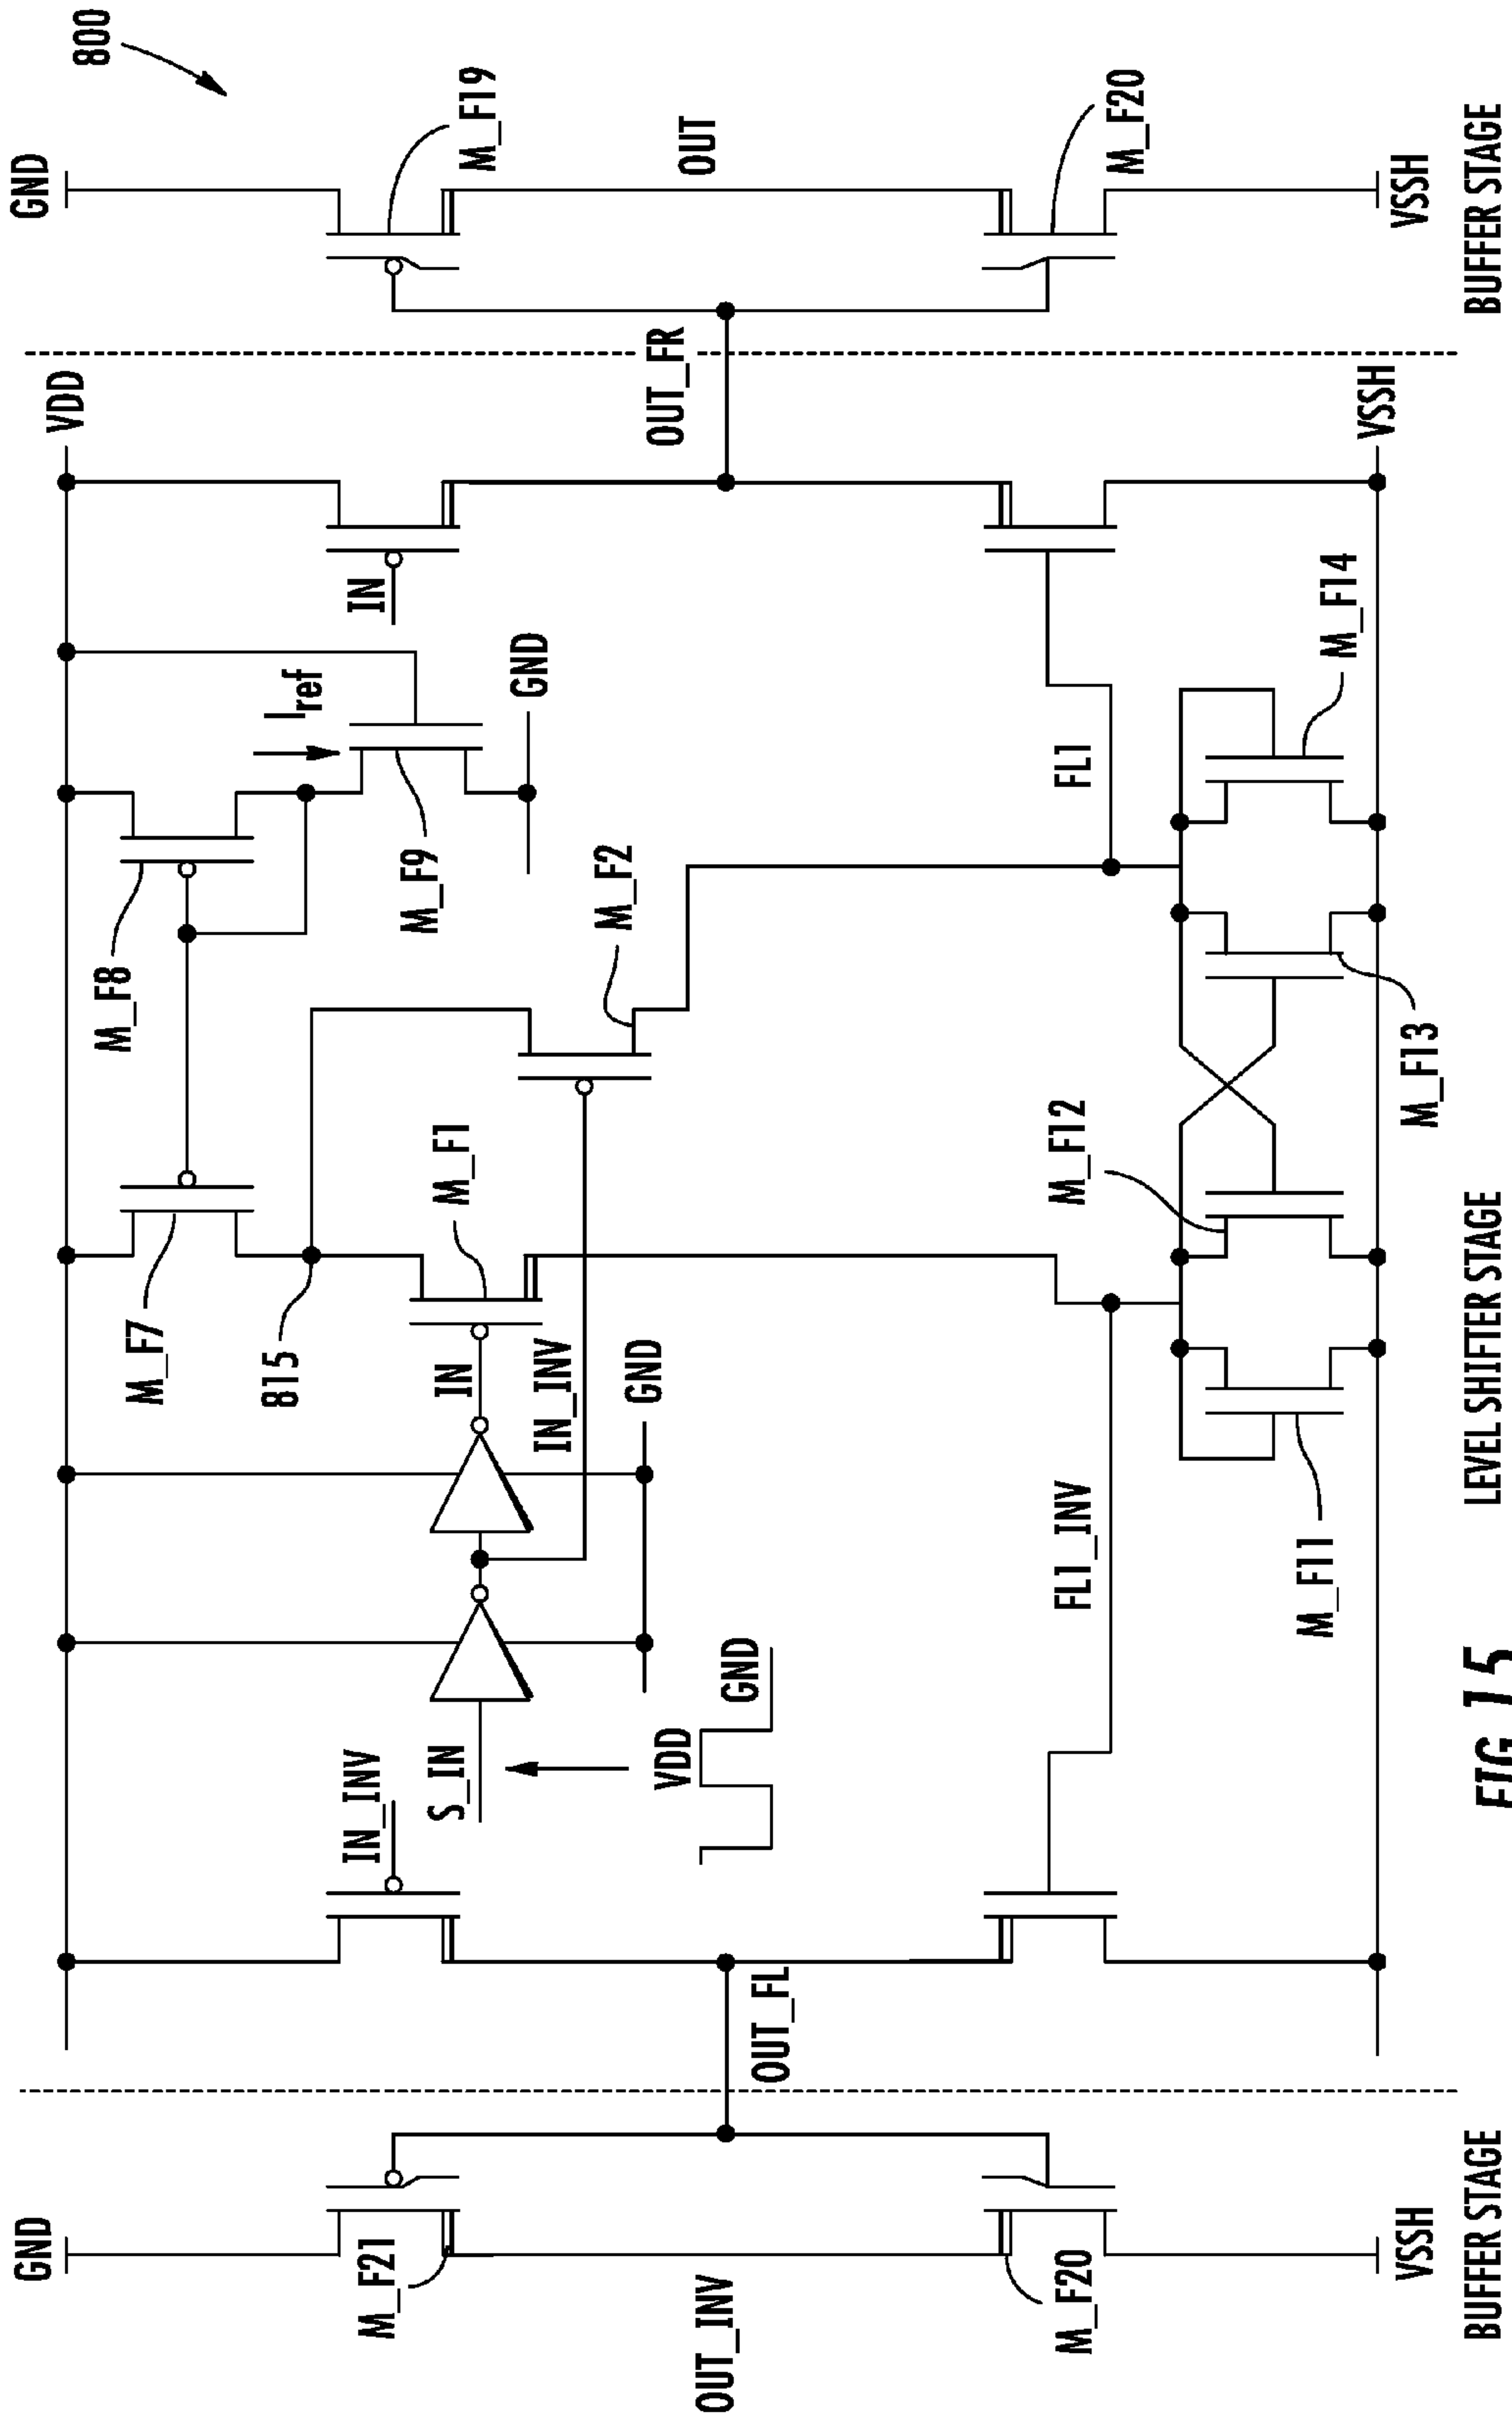 800
GND
M_F19
OUT
M_F20
VSSH
BUFFER STAGE
OUT_FR
VDD
VSSH
IN
Iref
GND
M_F8
M_F9
M_F2
FL1
M_F14
M_F13
M_F12
M_F7
815
M_F1
IN
IN_INV
GND
FL1_INV
M_F11
LEVEL SHIFTER STAGE
S_IN
VDD
GND
IN_INV
OUT_FL
FIG. 15
GND
M_F21
OUT_INV
M_F20
VSSH
BUFFER STAGE